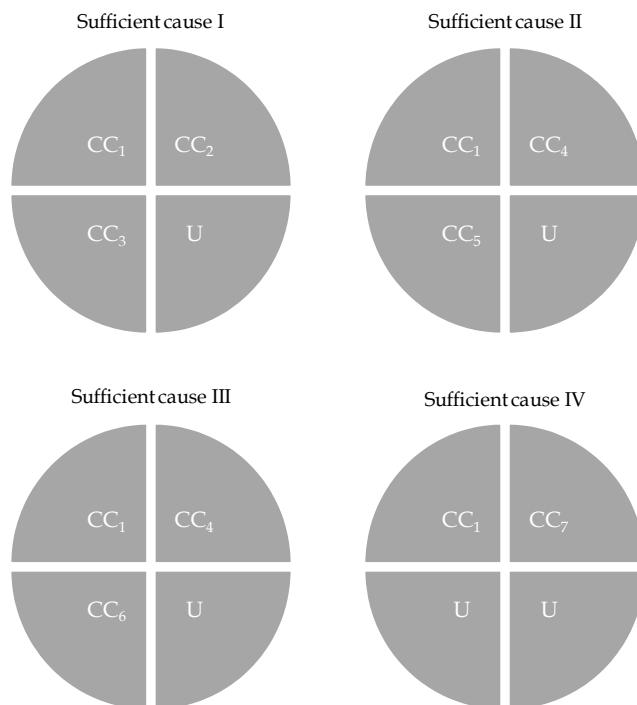 Sufficient cause I
CC₁ CC₂
CC₃ U
Sufficient cause II
CC₁ CC₄
CC₅ U
Sufficient cause III
CC₁ CC₄
CC₆ U
Sufficient cause IV
CC₁ CC₇
U U